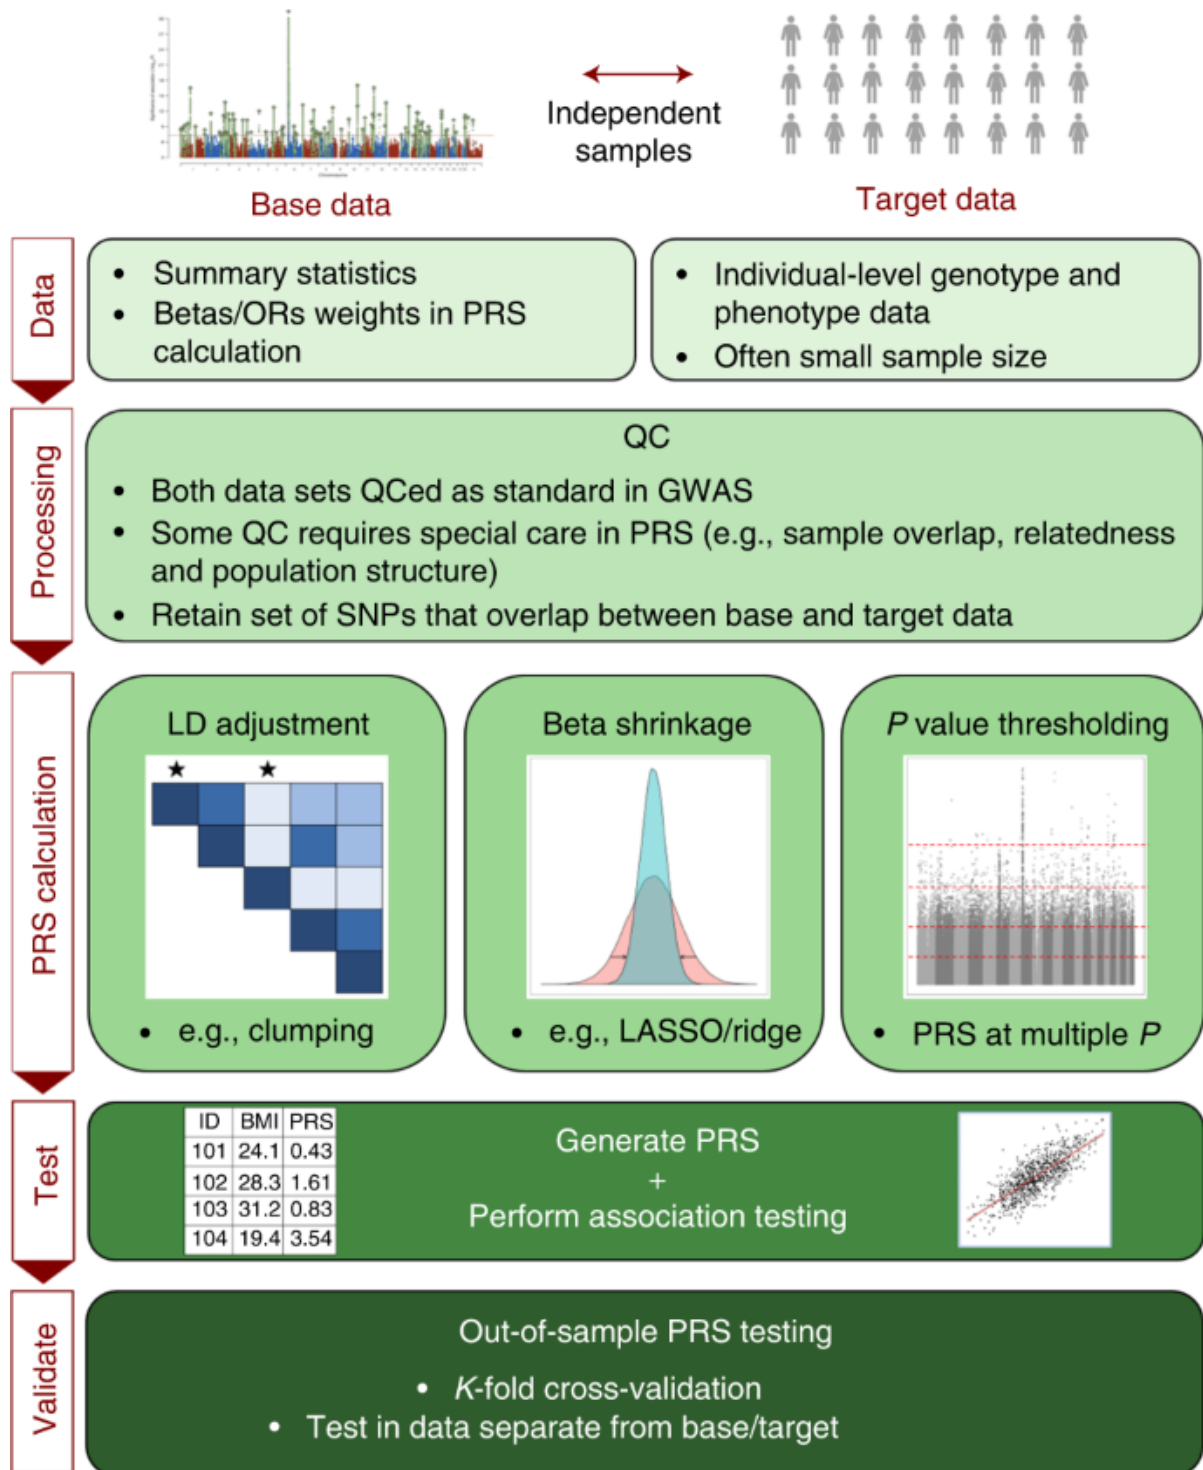 Independent
samples
Base data
Target data
Data
• Summary statistics
• Betas/ORs weights in PRS
calculation
• Individual-level genotype and
phenotype data
• Often small sample size
Processing
QC
• Both data sets QCed as standard in GWAS
• Some QC requires special care in PRS (e.g., sample overlap, relatedness
and population structure)
• Retain set of SNPs that overlap between base and target data
PRS calculation
LD adjustment
• e.g., clumping
Beta shrinkage
• e.g., LASSO/ridge
P value thresholding
• PRS at multiple P
Test
ID BMI PRS
101 24.1 0.43
102 28.3 1.61
103 31.2 0.83
104 19.4 3.54
Generate PRS
+
Perform association testing
Validate
Out-of-sample PRS testing
• K-fold cross-validation
• Test in data separate from base/target